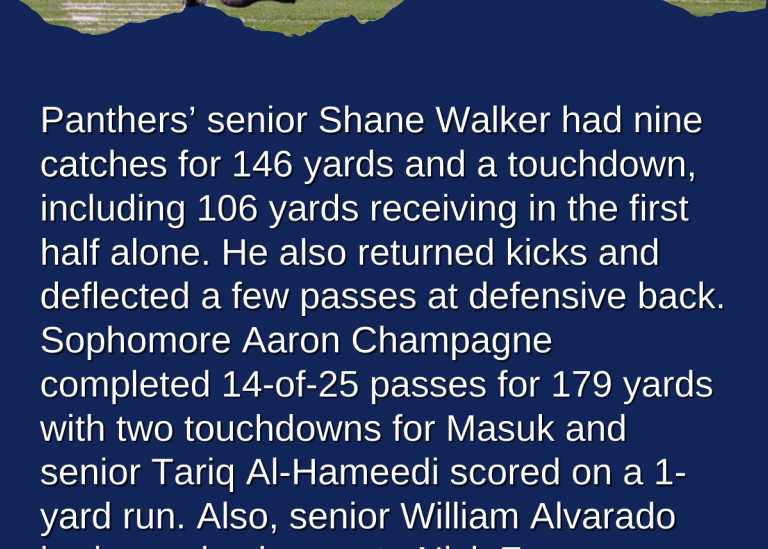 Panthers’ senior Shane Walker had nine
catches for 146 yards and a touchdown,
including 106 yards receiving in the first
half alone. He also returned kicks and
deflected a few passes at defensive back.
Sophomore Aaron Champagne
completed 14-of-25 passes for 179 yards
with two touchdowns for Masuk and
senior Tariq Al-Hameedi scored on a 1-
yard run. Also, senior William Alvarado